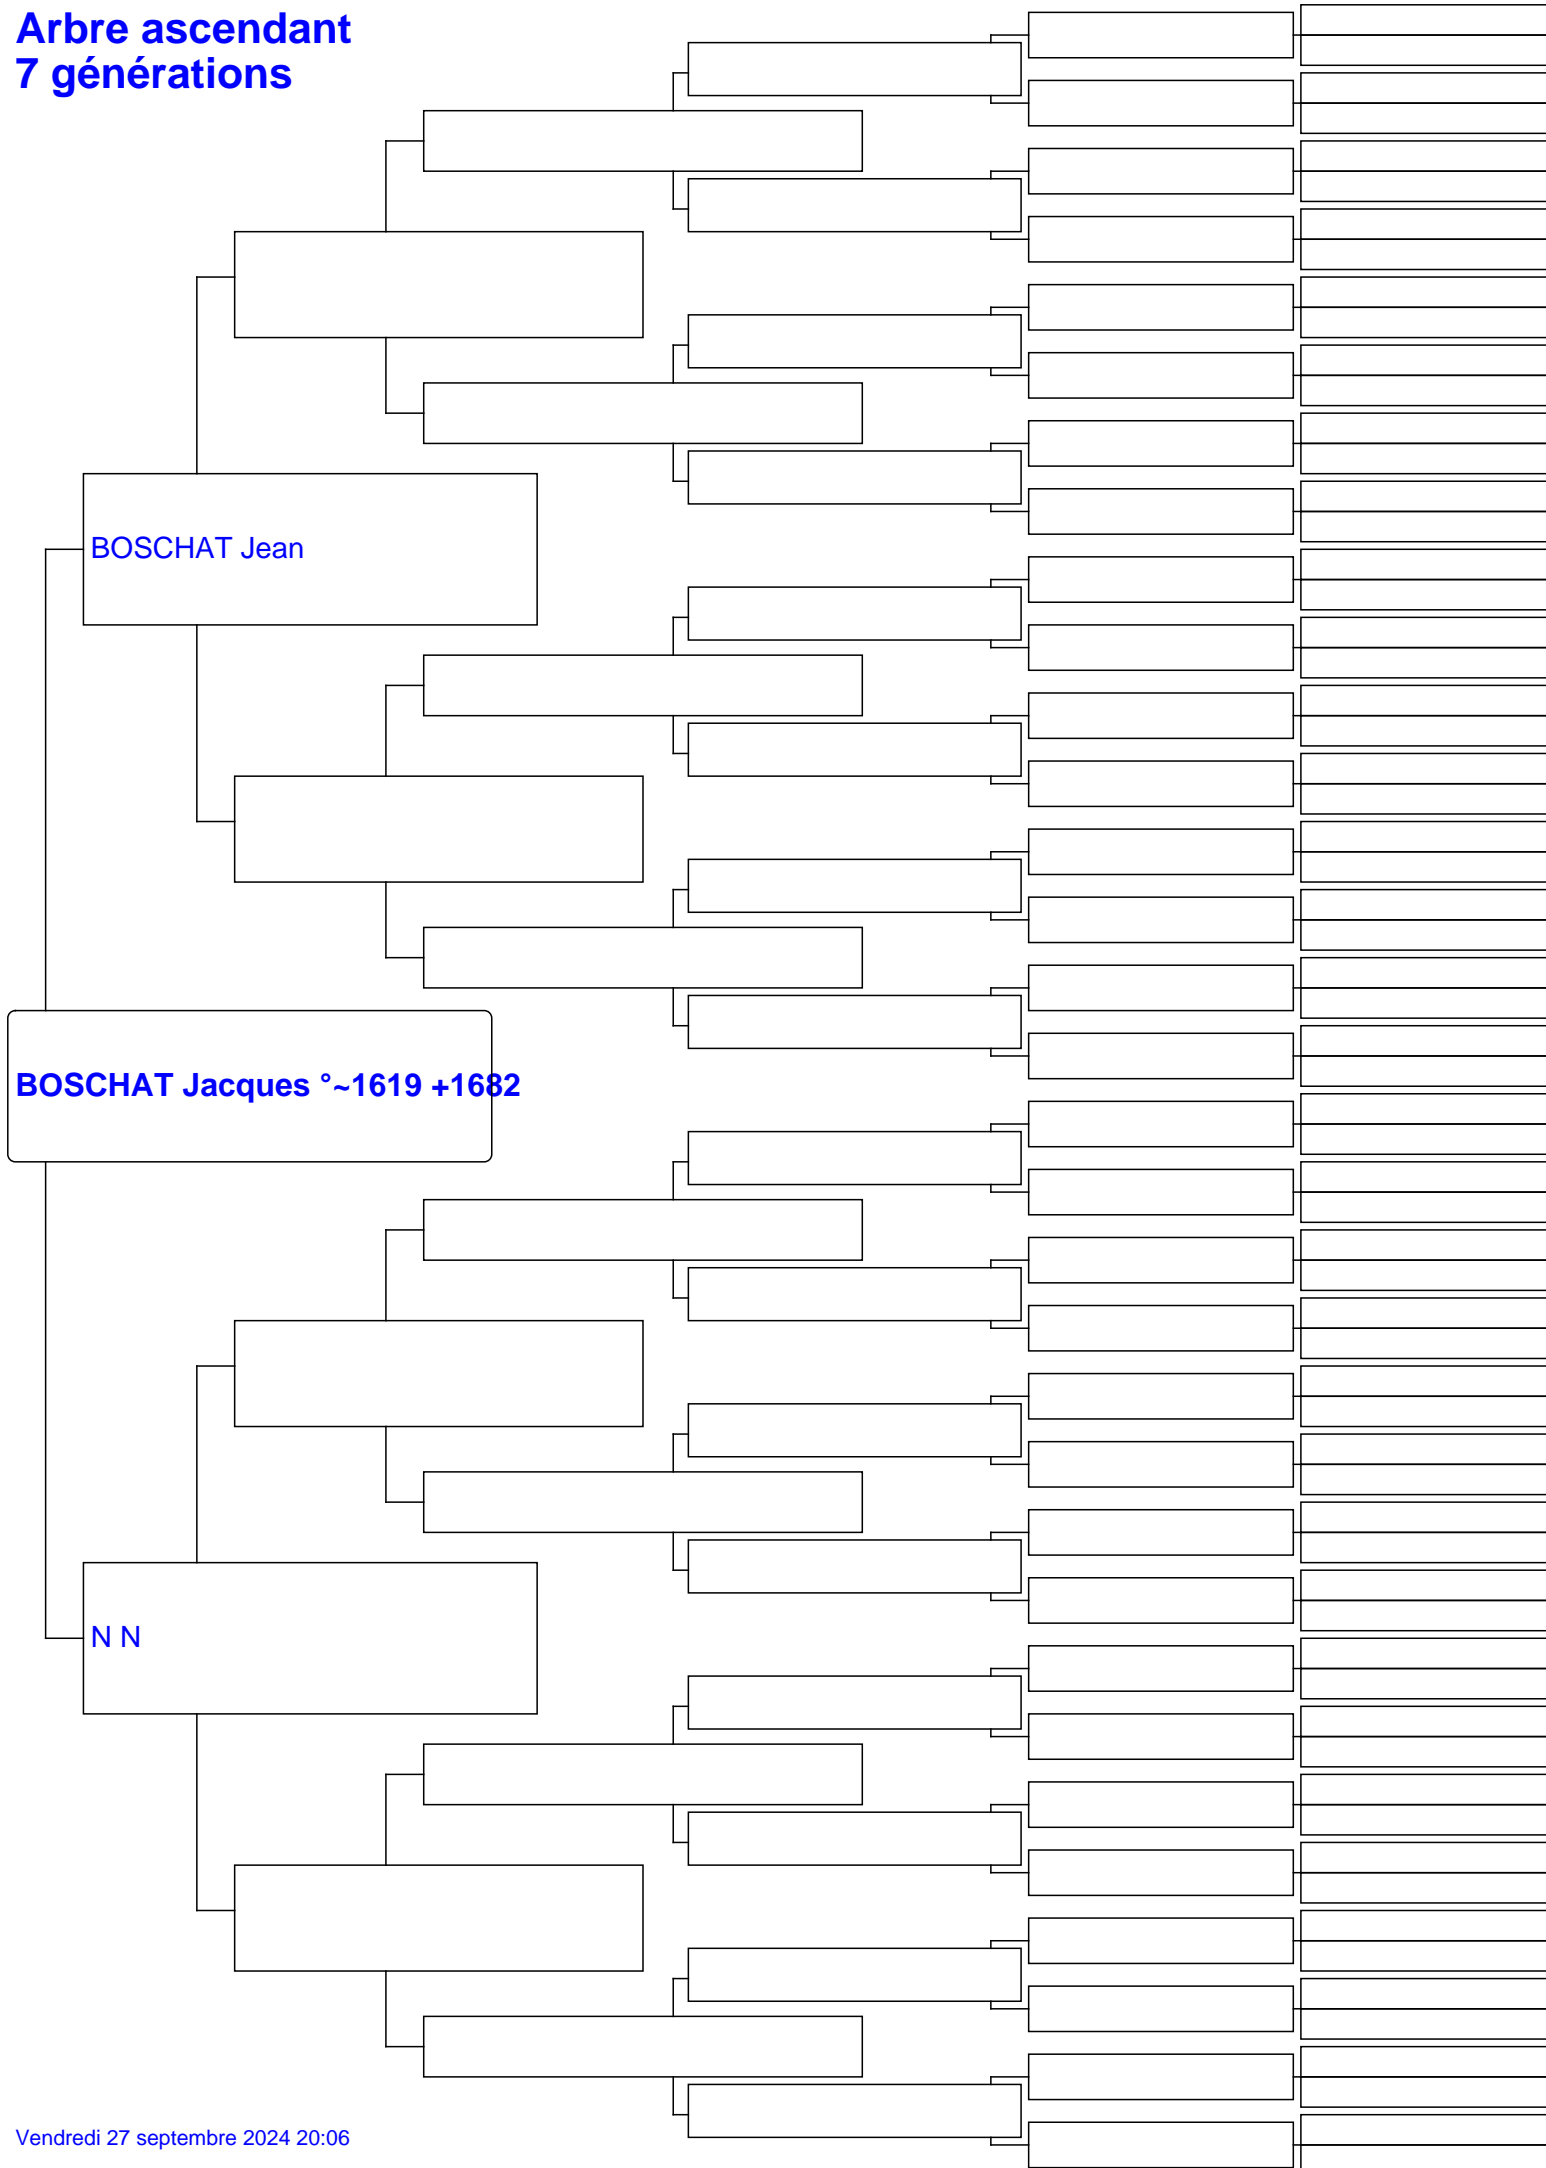 Arbre ascendant
7 générations
BOSCHAT Jean
BOSCHAT Jacques °~1619 +1682
N N
Vendredi 27 septembre 2024 20:06